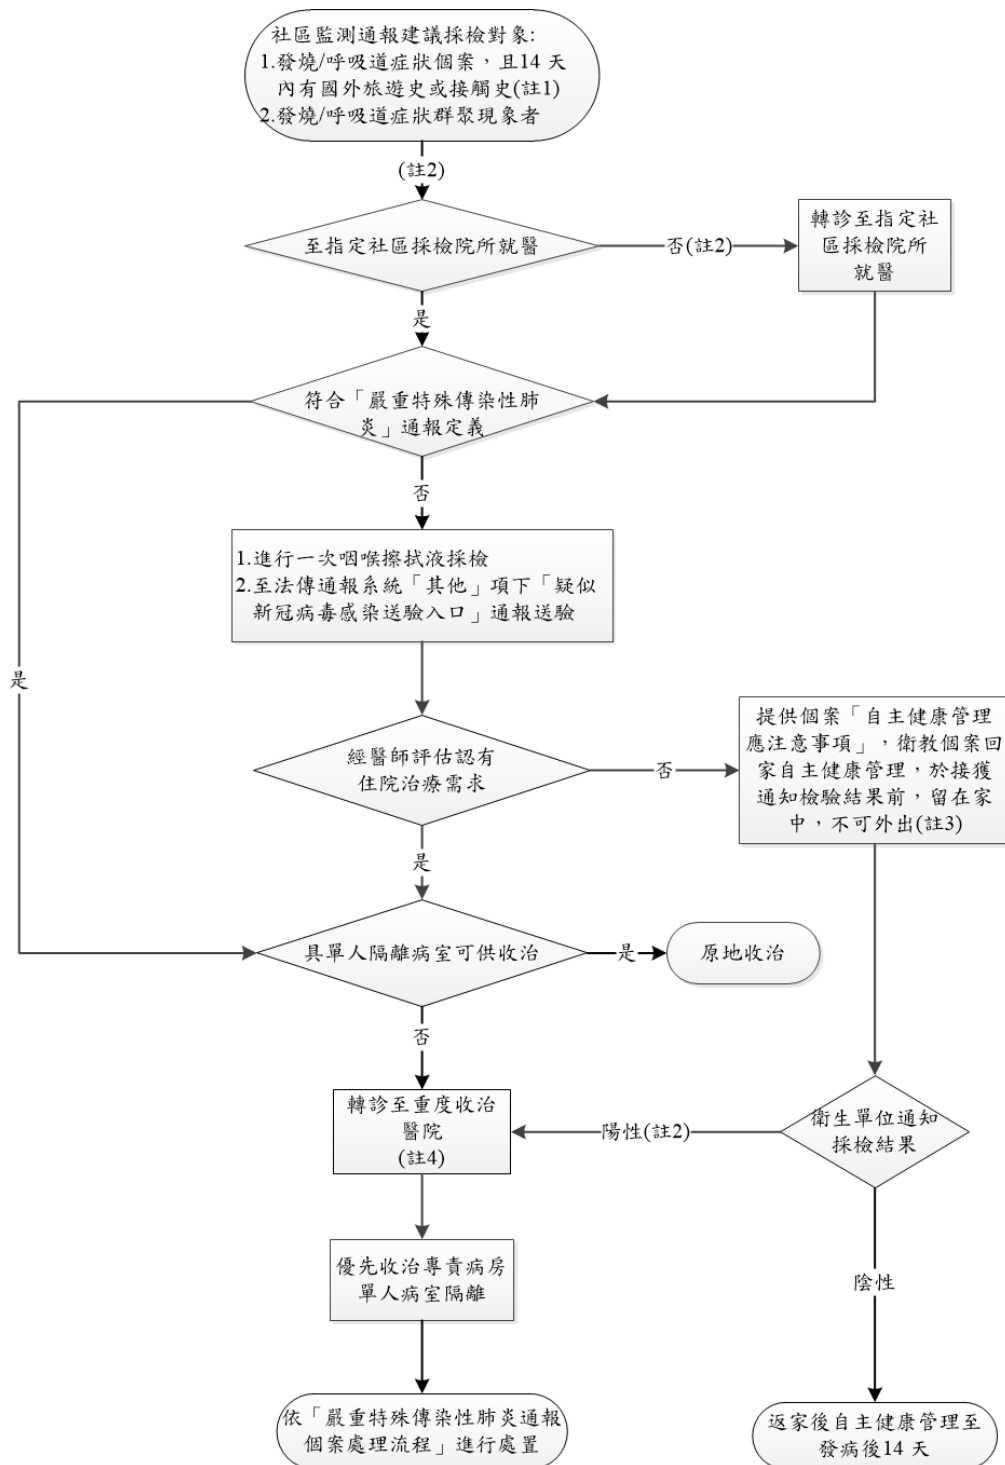 社區監測通報建議採檢對象:
1.發燒/呼吸道症狀個案，且14 天
內有國外旅遊史或接觸史(註1)
2.發燒/呼吸道症狀群聚現象者
(註2)
至指定社區採檢院所就醫
否(註2)
轉診至指定社
區採檢院所
就醫
是
符合「嚴重特殊傳染性肺
炎」通報定義
否
1.進行一次咽喉擦拭液採檢
2.至法傳通報系統「其他」項下「疑似
新冠病毒感染送驗入口」通報送驗
是
經醫師評估認有
住院治療需求
否
提供個案「自主健康管理
應注意事項」，衛教個案回
家自主健康管理，於接獲
通知檢驗結果前，留在家
中，不可外出(註3)
是
具單人隔離病室可供收治
是
原地收治
否
轉診至重度收治
醫院
(註4)
陽性(註2)
衛生單位通知
採檢結果
優先收治專責病房
單人病室隔離
陰性
依「嚴重特殊傳染性肺炎通報
個案處理流程」進行處置
返家後自主健康管理至
發病後14 天